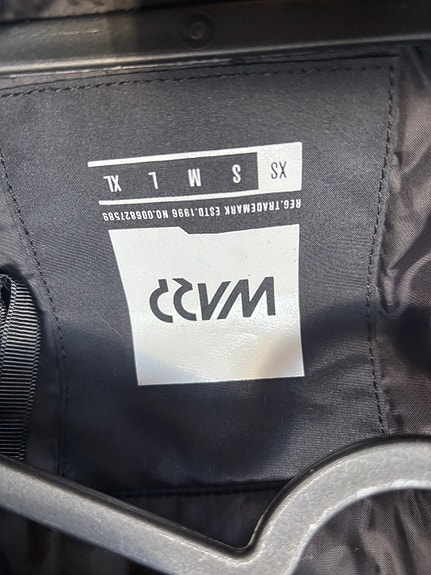 REG.TRADEMARK ESTD.1996 NO.006827589
XS S M L XL